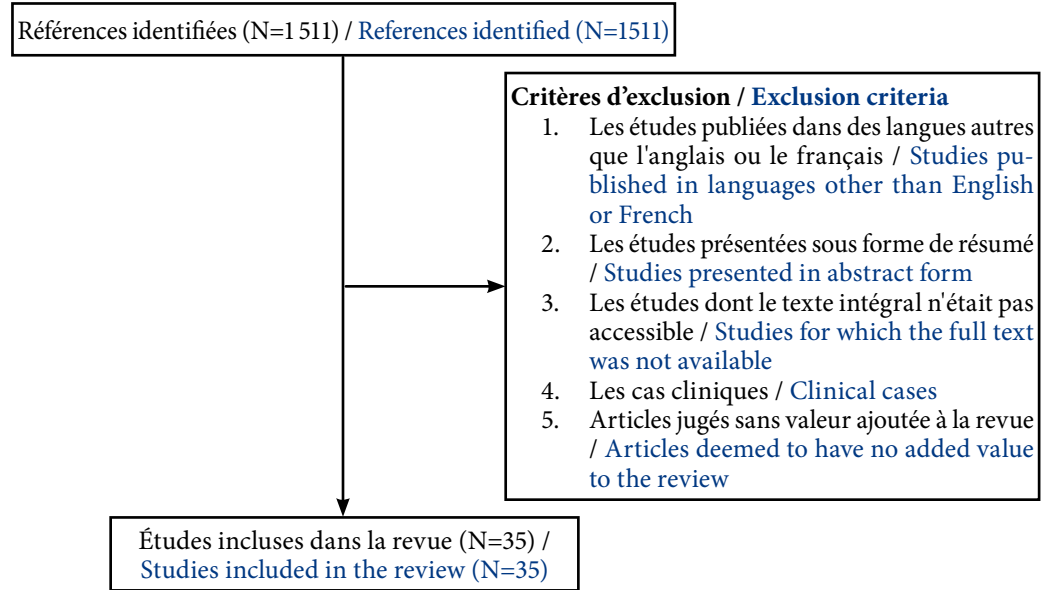 Références identifiées (N=1 511) / References identified (N=1511)
Critères d'exclusion / Exclusion criteria
1. Les études publiées dans des langues autres
que l'anglais ou le français / Studies pu-
blished in languages other than English
or French
2. Les études présentées sous forme de résumé
/ Studies presented in abstract form
3. Les études dont le texte intégral n'était pas
accessible / Studies for which the full text
was not available
4. Les cas cliniques / Clinical cases
5. Articles jugés sans valeur ajoutée à la revue
/ Articles deemed to have no added value
to the review
Études incluses dans la revue (N=35) /
Studies included in the review (N=35)